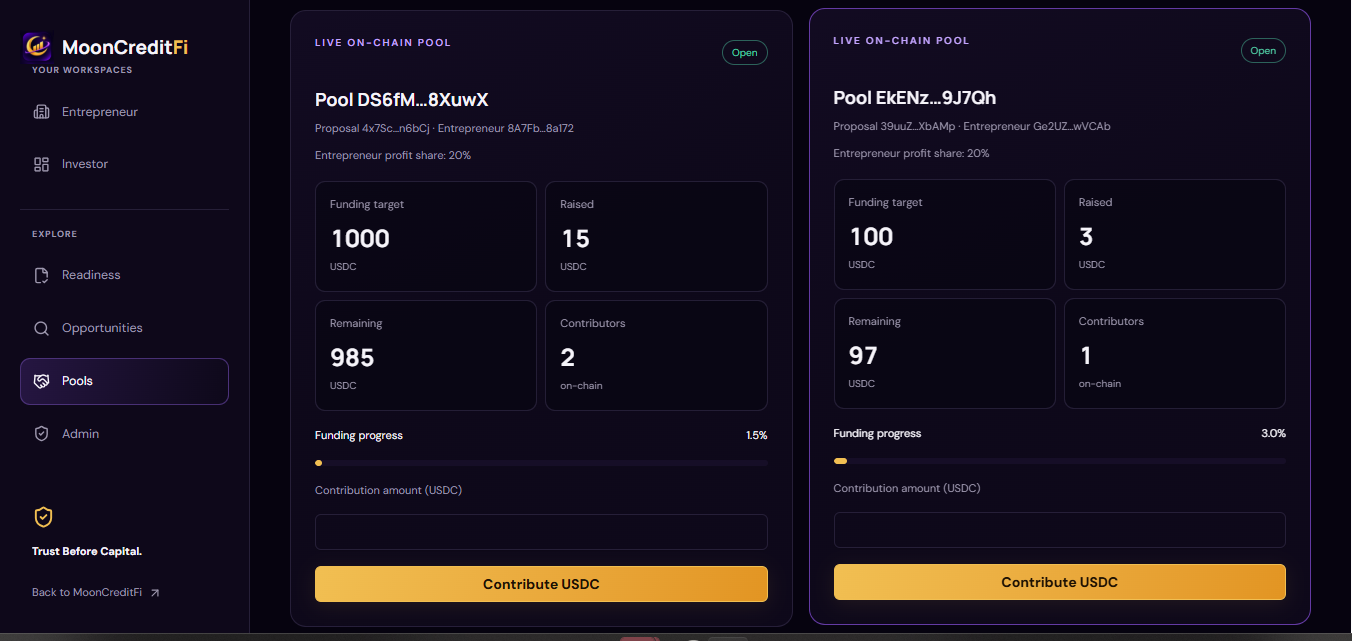 MoonCreditFi
YOUR WORKSPACES
Entrepreneur
Investor
EXPLORE
Readiness
Opportunities
Pools
Admin
Trust Before Capital.
Back to MoonCreditFi
LIVE ON-CHAIN POOL
Open
Pool DS6fM...8XuwX
Proposal 4x7Sc...n6bCj · Entrepreneur 8A7Fb...8a172
Entrepreneur profit share: 20%
Funding target
1000
USDC
Raised
15
USDC
Remaining
985
USDC
Contributors
2
on-chain
Funding progress
1.5%
Contribution amount (USDC)
Contribute USDC
LIVE ON-CHAIN POOL
Open
Pool EkENz...9J7Qh
Proposal 39uuZ...XbAMp · Entrepreneur Ge2UZ...wVCAb
Entrepreneur profit share: 20%
Funding target
100
USDC
Raised
3
USDC
Remaining
97
USDC
Contributors
1
on-chain
Funding progress
3.0%
Contribution amount (USDC)
Contribute USDC